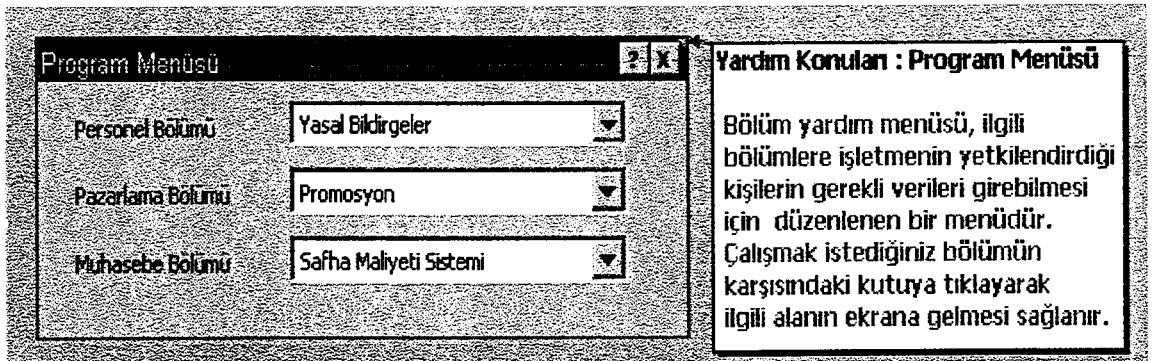 Program Menüsü
Personel Bölümü
Yasal Bildirgeler
Pazarlama Bölümü
Promosyon
Muhasebe Bölümü
Safha Maliyeti Sistemi
Yardım Konuları : Program Menüsü
Bölüm yardım menüsü, ilgili
bölümlere işletmenin yetkilendirdiği
kişilerin gerekli verileri girebilmesi
için düzenlenen bir menüdür.
Çalışmak istediğiniz bölümün
karşısındaki kutuya tıklayarak
ilgili alanın ekrana gelmesi sağlanır.